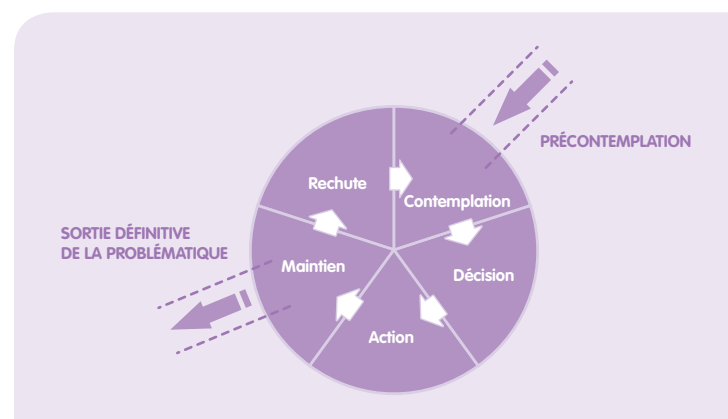 PRÉCONTEMPLATION
Rechute
Contemplation
SORTIE DÉFINITIVE
DE LA PROBLÉMATIQUE
Maintien
Décision
Action